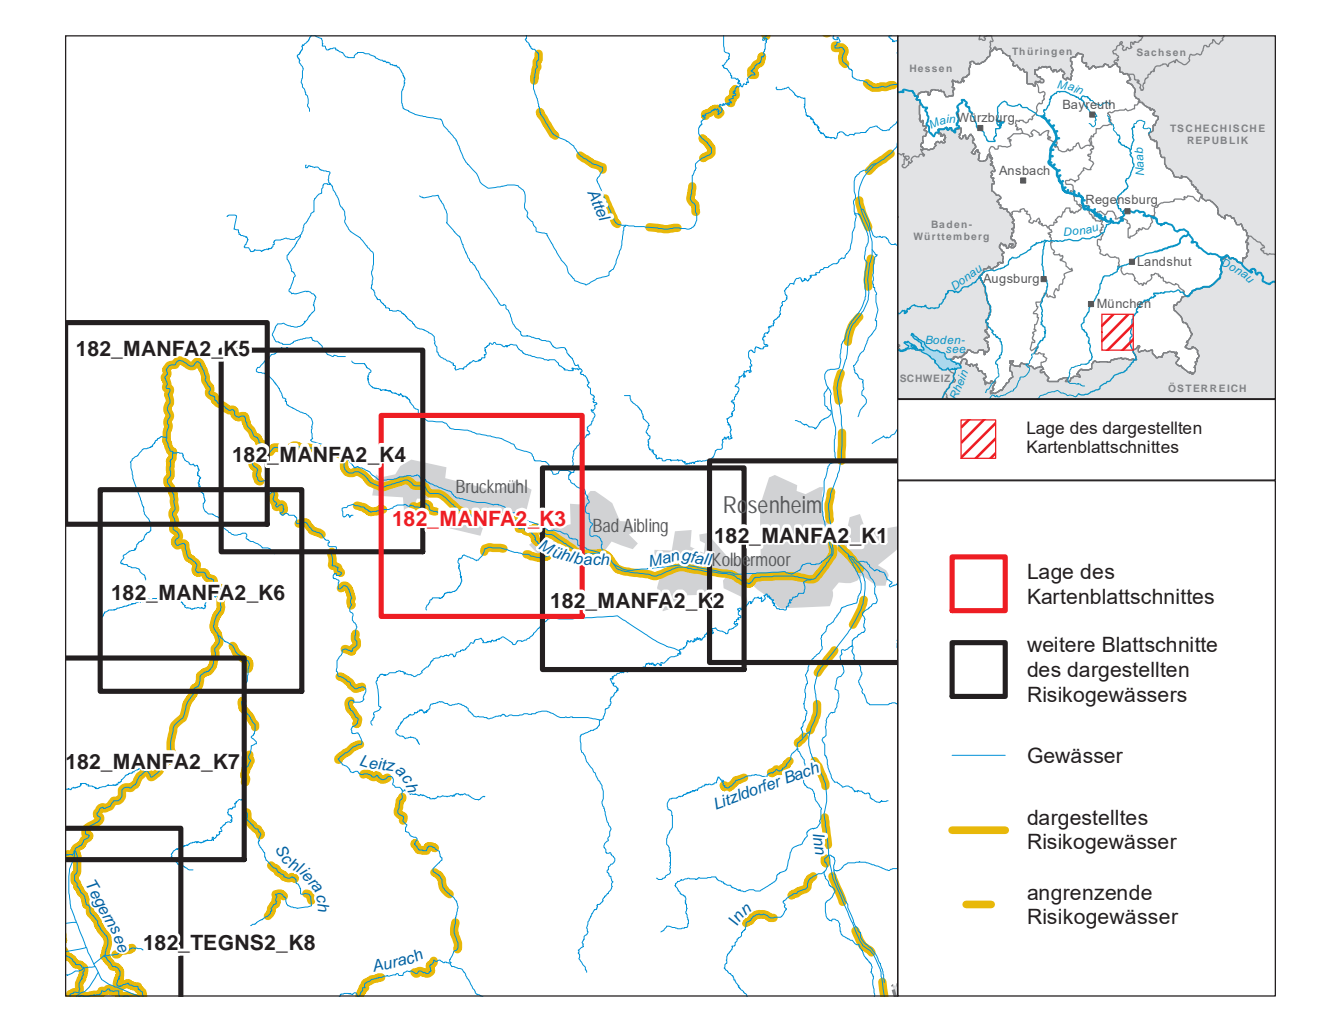 Attel
182_MANFA2_K5
182_MANFA2_K4
Bruckmühl
182_MANFA2_K3
Rosenheim
Bad Aibling
182_MANFA2_K1
Mühlbach
Mangfall
Kolbermoor
182_MANFA2_K6
182_MANFA2_K2
182_MANFA2_K7
Leitzach
Litzldorfer Bach
Inn
Schlierach
Tegernsee
Inn
182_TEGNS2_K8
Aurach
Thüringen
Sachsen
Hessen
Main
Bayreuth
Main
Würzburg
TSCHECHISCHE
REPUBLIK
Naab
Ansbach
Regensburg
Baden-
Württemberg
Donau
Landshut
Donau
Donau
Augsburg
München
Boden-
see
SCHWEIZ
Rhein
ÖSTERREICH
Lage des dargestellten
Kartenblattschnittes
Lage des
Kartenblattschnittes
weitere Blattschnitte
des dargestellten
Risikogewässers
Gewässer
dargestelltes
Risikogewässer
angrenzende
Risikogewässer